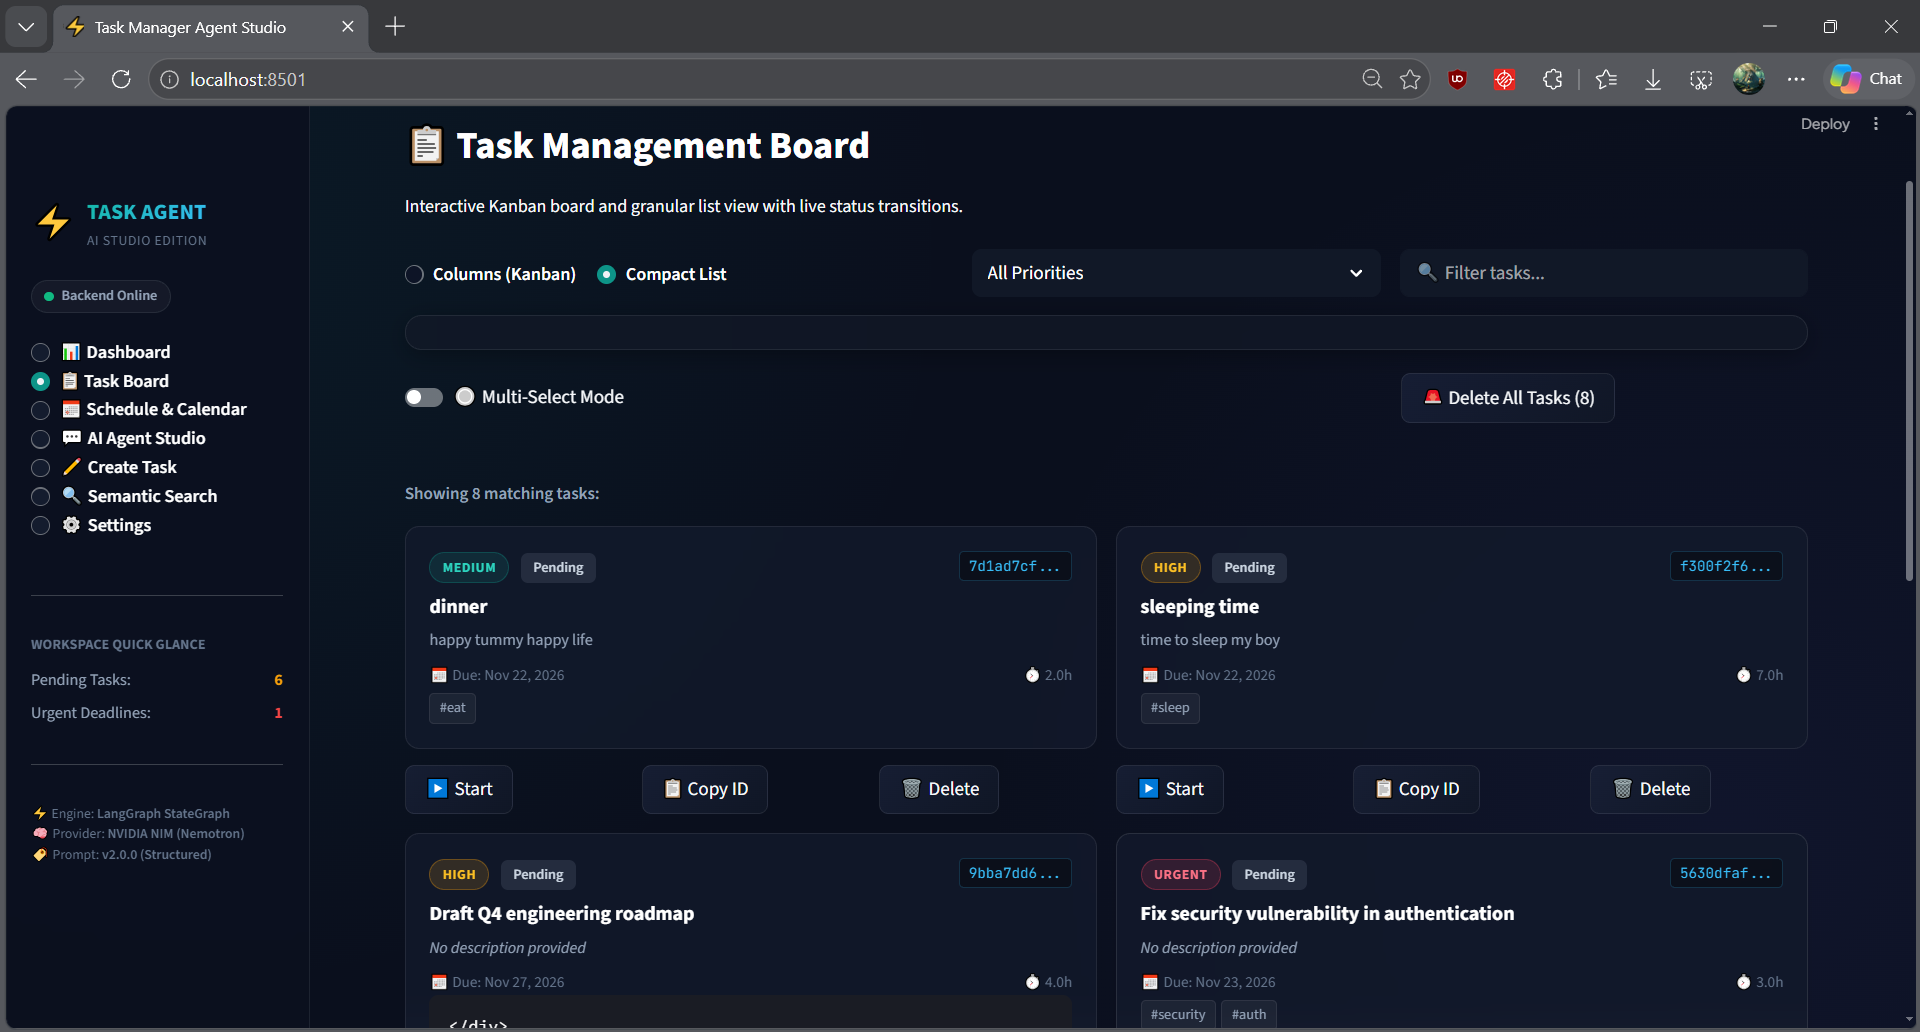 Task Manager Agent Studio
localhost:8501
Chat
Deploy
TASK AGENT
AI STUDIO EDITION
Backend Online
Dashboard
Task Board
Schedule & Calendar
AI Agent Studio
Create Task
Semantic Search
Settings
WORKSPACE QUICK GLANCE
Pending Tasks: 6
Urgent Deadlines: 1
Engine: LangGraph StateGraph
Provider: NVIDIA NIM (Nemotron)
Prompt: v2.0.0 (Structured)
Task Management Board
Interactive Kanban board and granular list view with live status transitions.
Columns (Kanban) Compact List All Priorities Filter tasks...
Multi-Select Mode Delete All Tasks (8)
Showing 8 matching tasks:
MEDIUM Pending 7d1ad7cf...
dinner
happy tummy happy life
Due: Nov 22, 2026 2.0h
#eat
Start Copy ID Delete
HIGH Pending f300f2f6...
sleeping time
time to sleep my boy
Due: Nov 22, 2026 7.0h
#sleep
Start Copy ID Delete
HIGH Pending 9bba7dd6...
Draft Q4 engineering roadmap
No description provided
Due: Nov 27, 2026 4.0h
</div>
URGENT Pending 5630dfaf...
Fix security vulnerability in authentication
No description provided
Due: Nov 23, 2026 3.0h
#security #auth